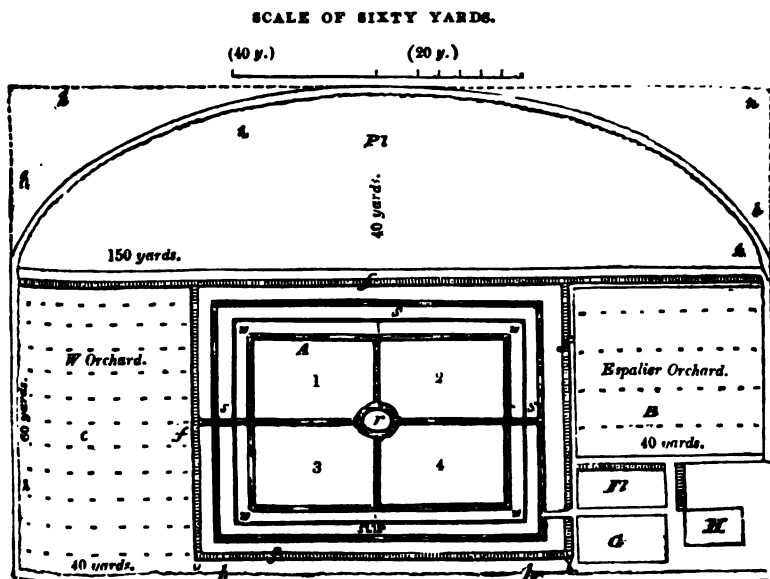 SCALE OF SIXTY YARDS.
(40 y.) (20 y.)
h n
h Pl
h
40 yards.
h
150 yards. h
f
S
w w
W Orchard. A
1 2 Espalier Orchard.
60 yards. s r s B
c f 40 yards.
3 4
Fl
w w
SLIP G H
40 yards.
h h